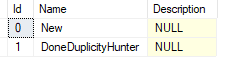 Id Name Description
0 New NULL
1 DoneDuplicityHunter NULL